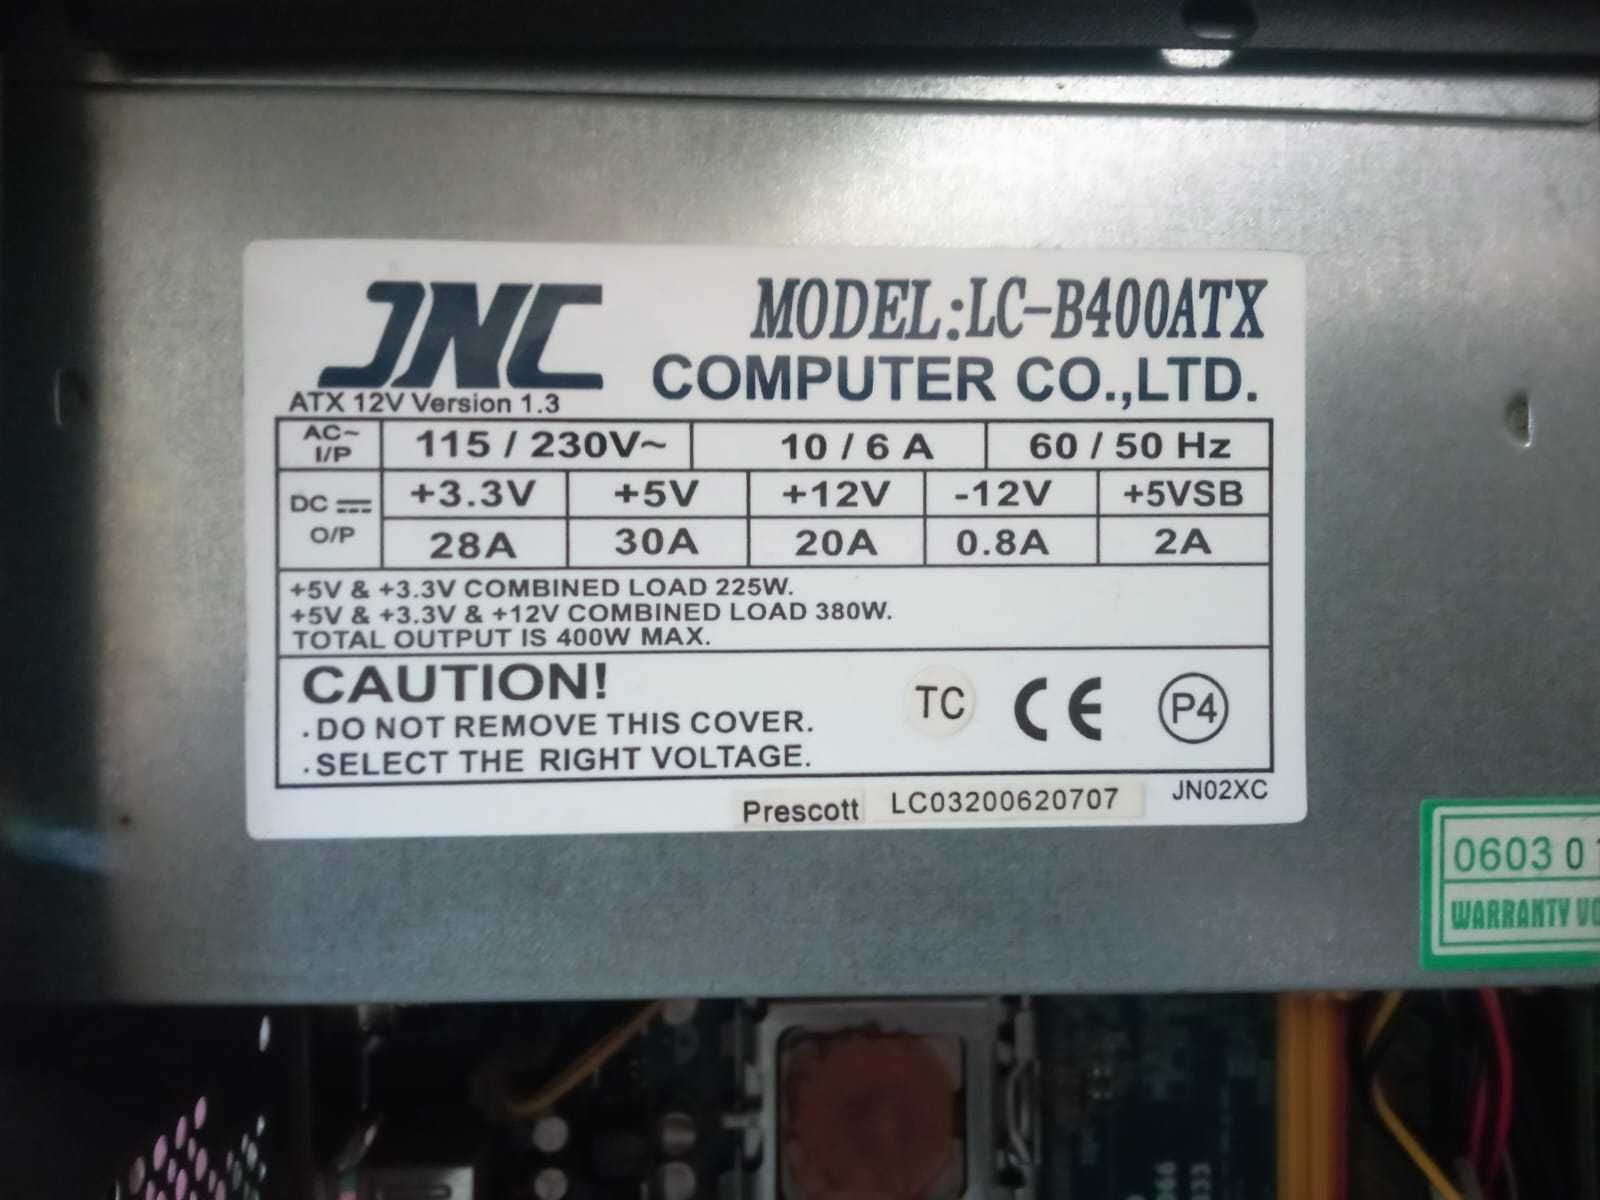 JNC
MODEL:LC-B400ATX
COMPUTER CO.,LTD.
ATX 12V Version 1.3
AC~ I/P 115 / 230V~ 10 / 6 A 60 / 50 Hz
DC O/P +3.3V +5V +12V -12V +5VSB
28A 30A 20A 0.8A 2A
+5V & +3.3V COMBINED LOAD 225W.
+5V & +3.3V & +12V COMBINED LOAD 380W.
TOTAL OUTPUT IS 400W MAX.
CAUTION!
.DO NOT REMOVE THIS COVER.
.SELECT THE RIGHT VOLTAGE.
TC CE P4
Prescott LC03200620707 JN02XC
0603 0
WARRANTY